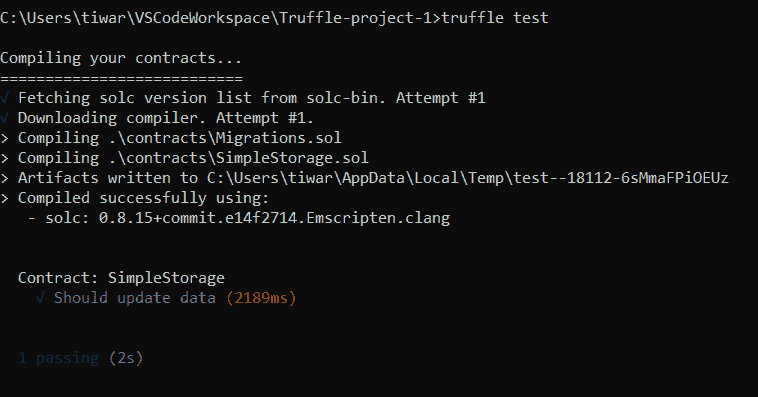 C:\Users\tiwar\VSCodeWorkspace\Truffle-project-1>truffle test
Compiling your contracts...
===========================
√ Fetching solc version list from solc-bin. Attempt #1
√ Downloading compiler. Attempt #1.
> Compiling .\contracts\Migrations.sol
> Compiling .\contracts\SimpleStorage.sol
> Artifacts written to C:\Users\tiwar\AppData\Local\Temp\test--18112-6sMmaFPiOEUz
> Compiled successfully using:
- solc: 0.8.15+commit.e14f2714.Emscripten.clang
Contract: SimpleStorage
√ Should update data (2189ms)
1 passing (2s)